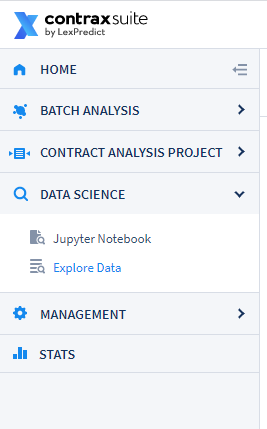 contraxsuite
by LexPredict
HOME
BATCH ANALYSIS
CONTRACT ANALYSIS PROJECT
DATA SCIENCE
Jupyter Notebook
Explore Data
MANAGEMENT
STATS